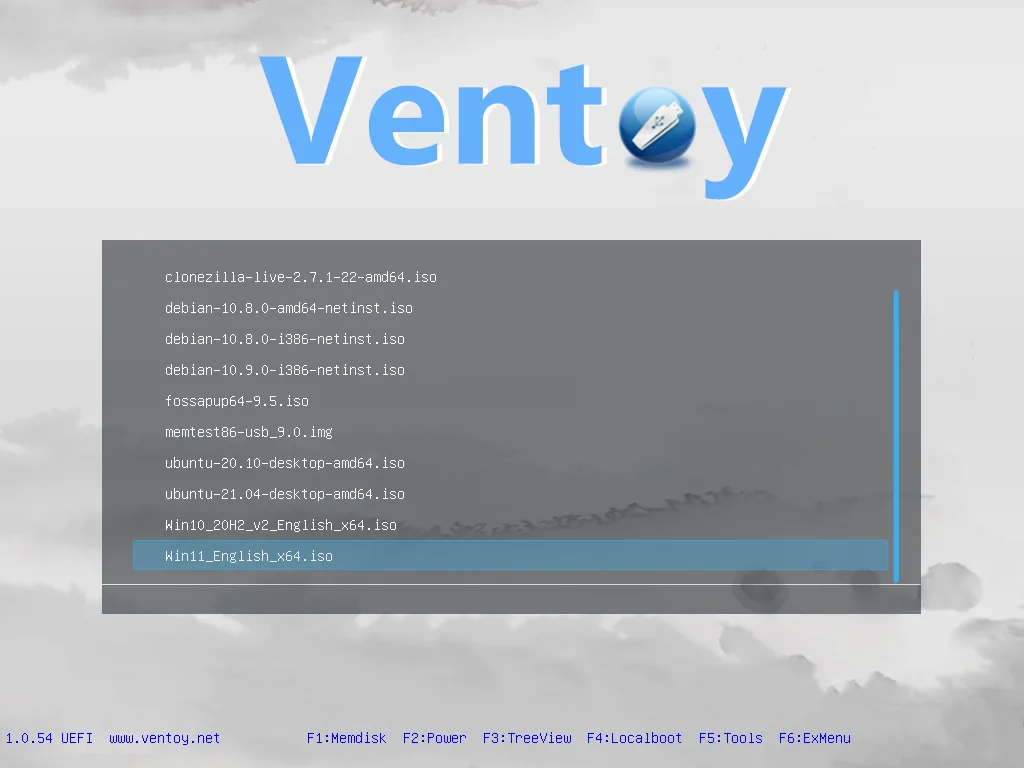 Ventoy
clonezilla-live-2.7.1-22-amd64.iso
debian-10.8.0-amd64-netinst.iso
debian-10.8.0-i386-netinst.iso
debian-10.9.0-i386-netinst.iso
fossapup64-9.5.iso
memtest86-usb_9.0.img
ubuntu-20.10-desktop-amd64.iso
ubuntu-21.04-desktop-amd64.iso
Win10_20H2_v2_English_x64.iso
Win11_English_x64.iso
1.0.54 UEFI www.ventoy.net F1:Memdisk F2:Power F3:TreeView F4:Localboot F5:Tools F6:ExMenu